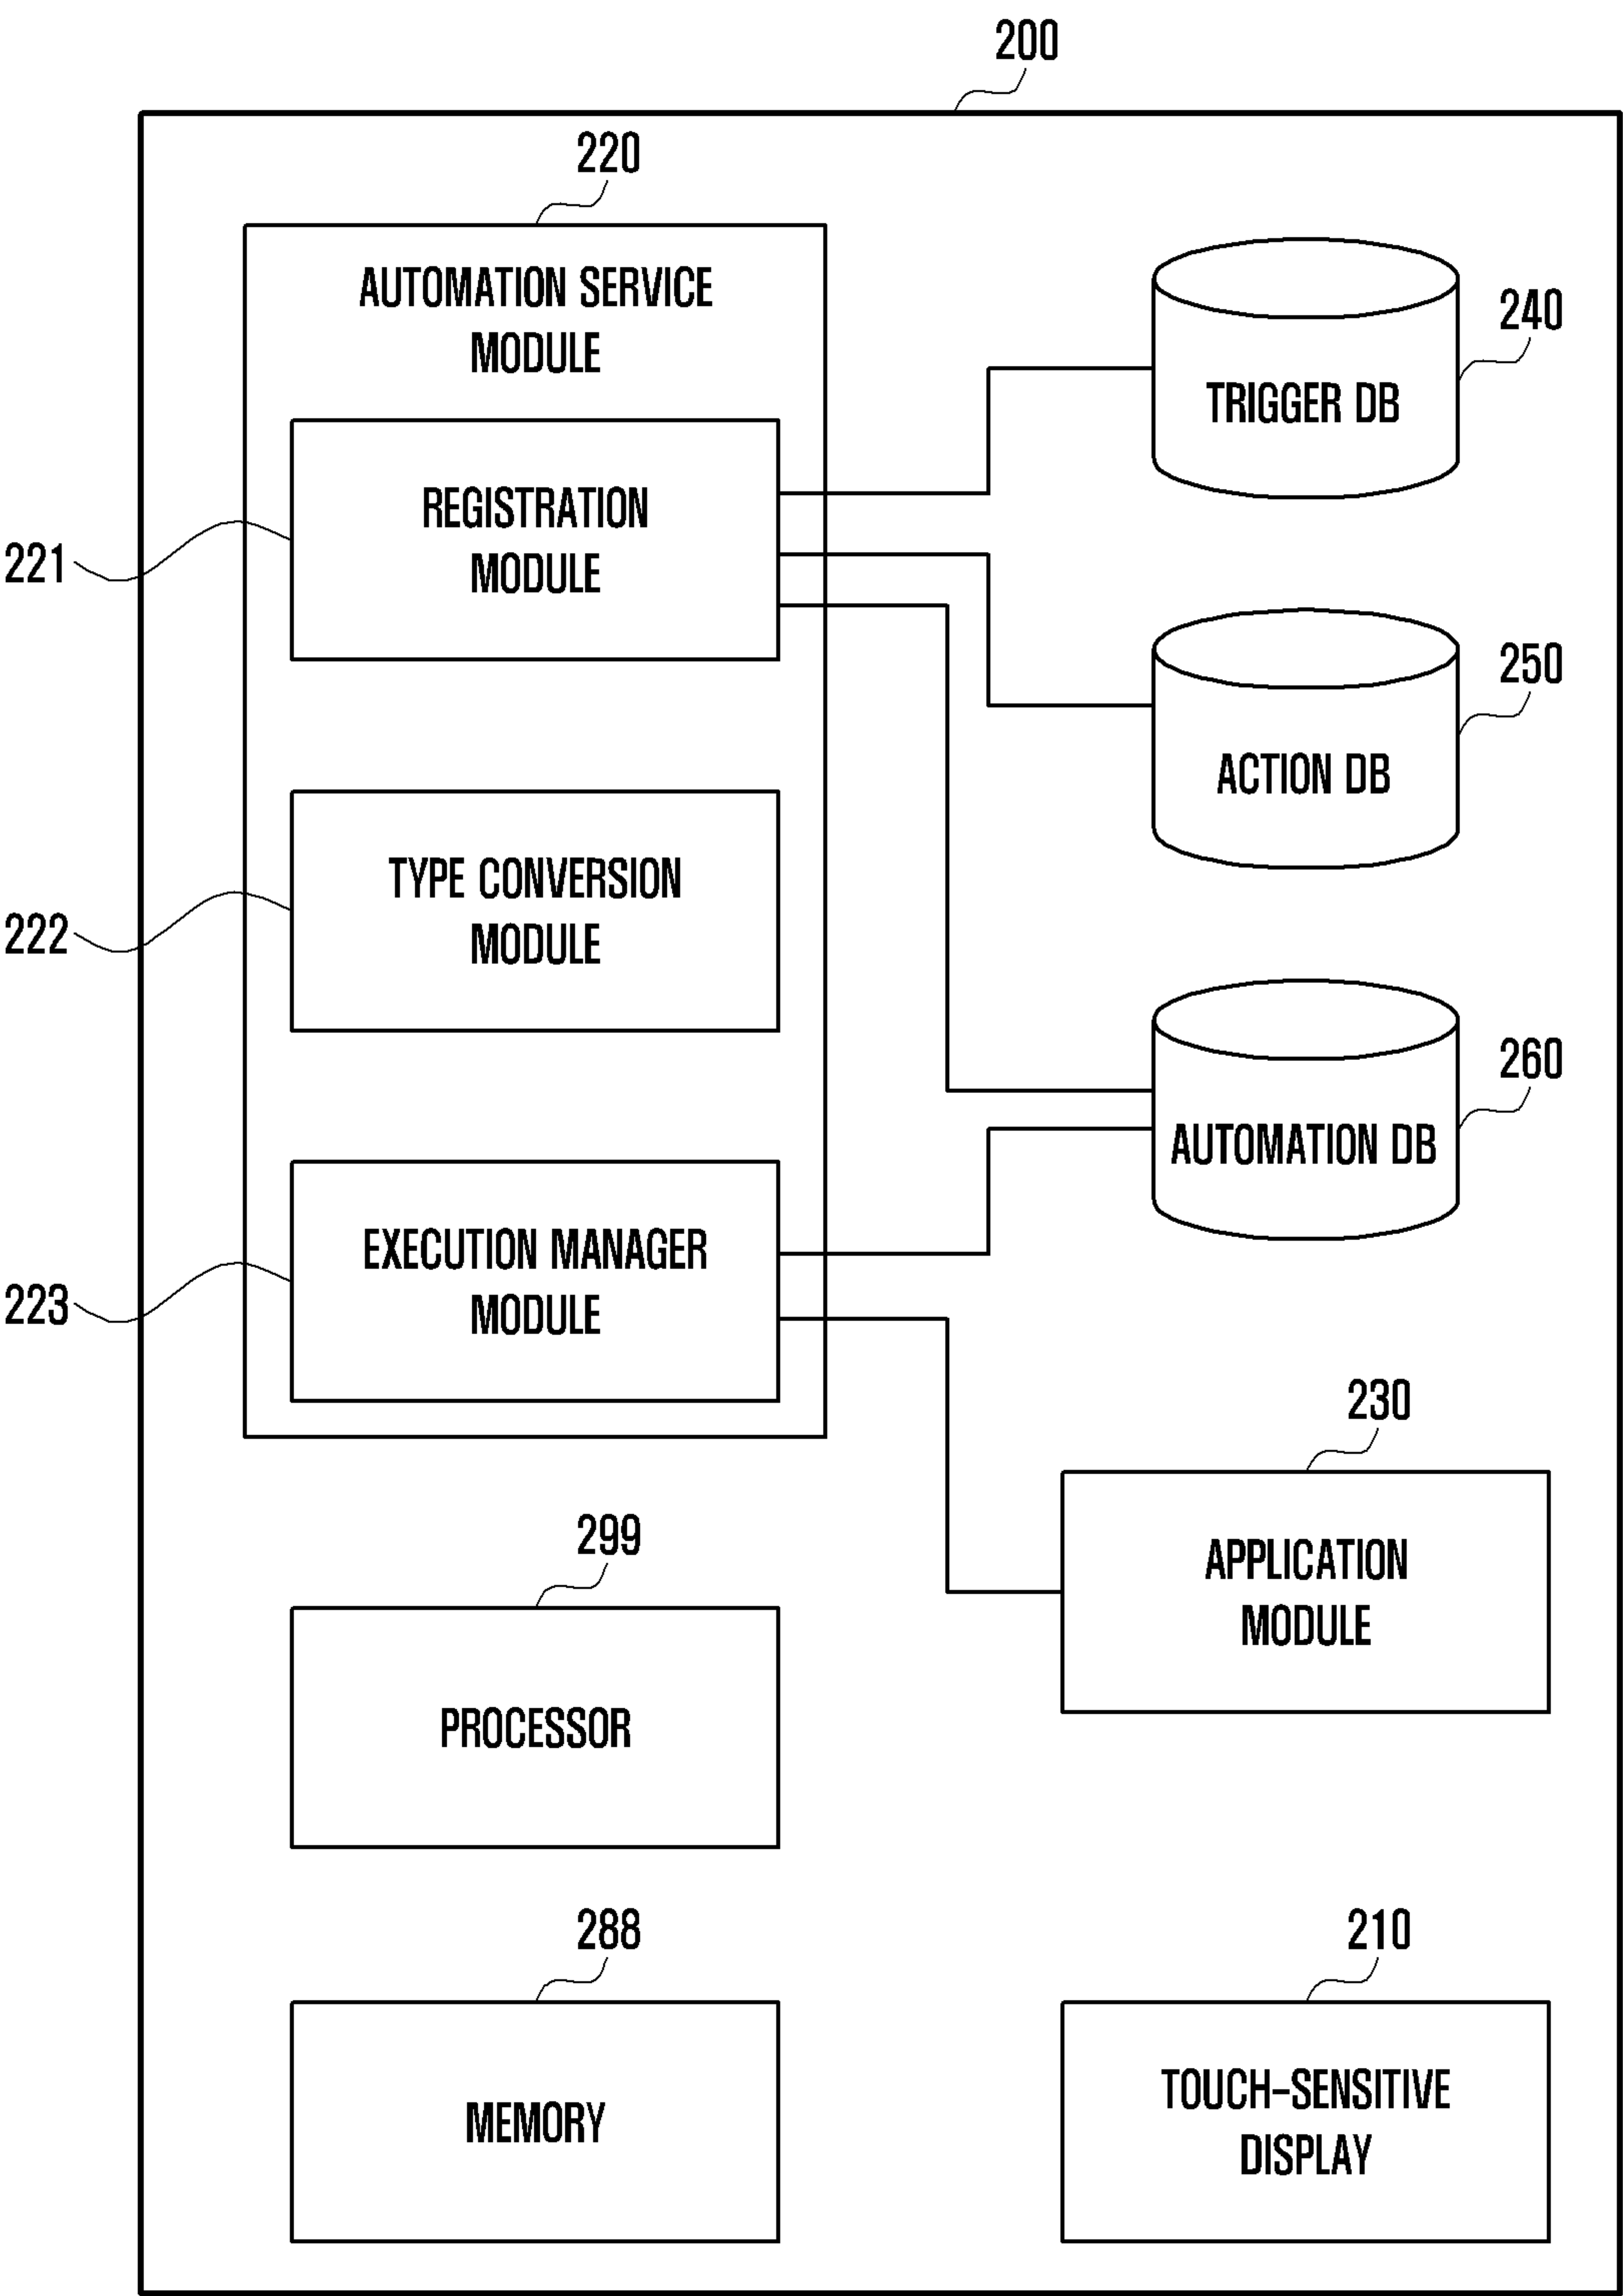 200
220
AUTOMATION SERVICE
MODULE
240
TRIGGER DB
REGISTRATION
MODULE
221
250
ACTION DB
TYPE CONVERSION
MODULE
222
260
AUTOMATION DB
EXECUTION MANAGER
MODULE
223
230
APPLICATION
MODULE
299
PROCESSOR
288
MEMORY
210
TOUCH-SENSITIVE
DISPLAY